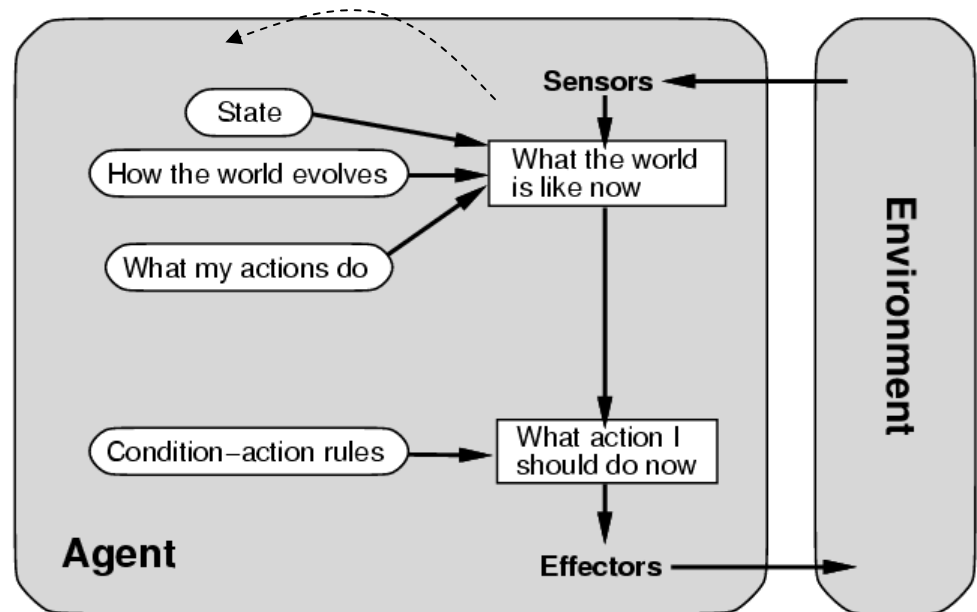 Sensors
State
What the world
is like now
How the world evolves
What my actions do
Environment
Condition−action rules
What action I
should do now
Agent
Effectors